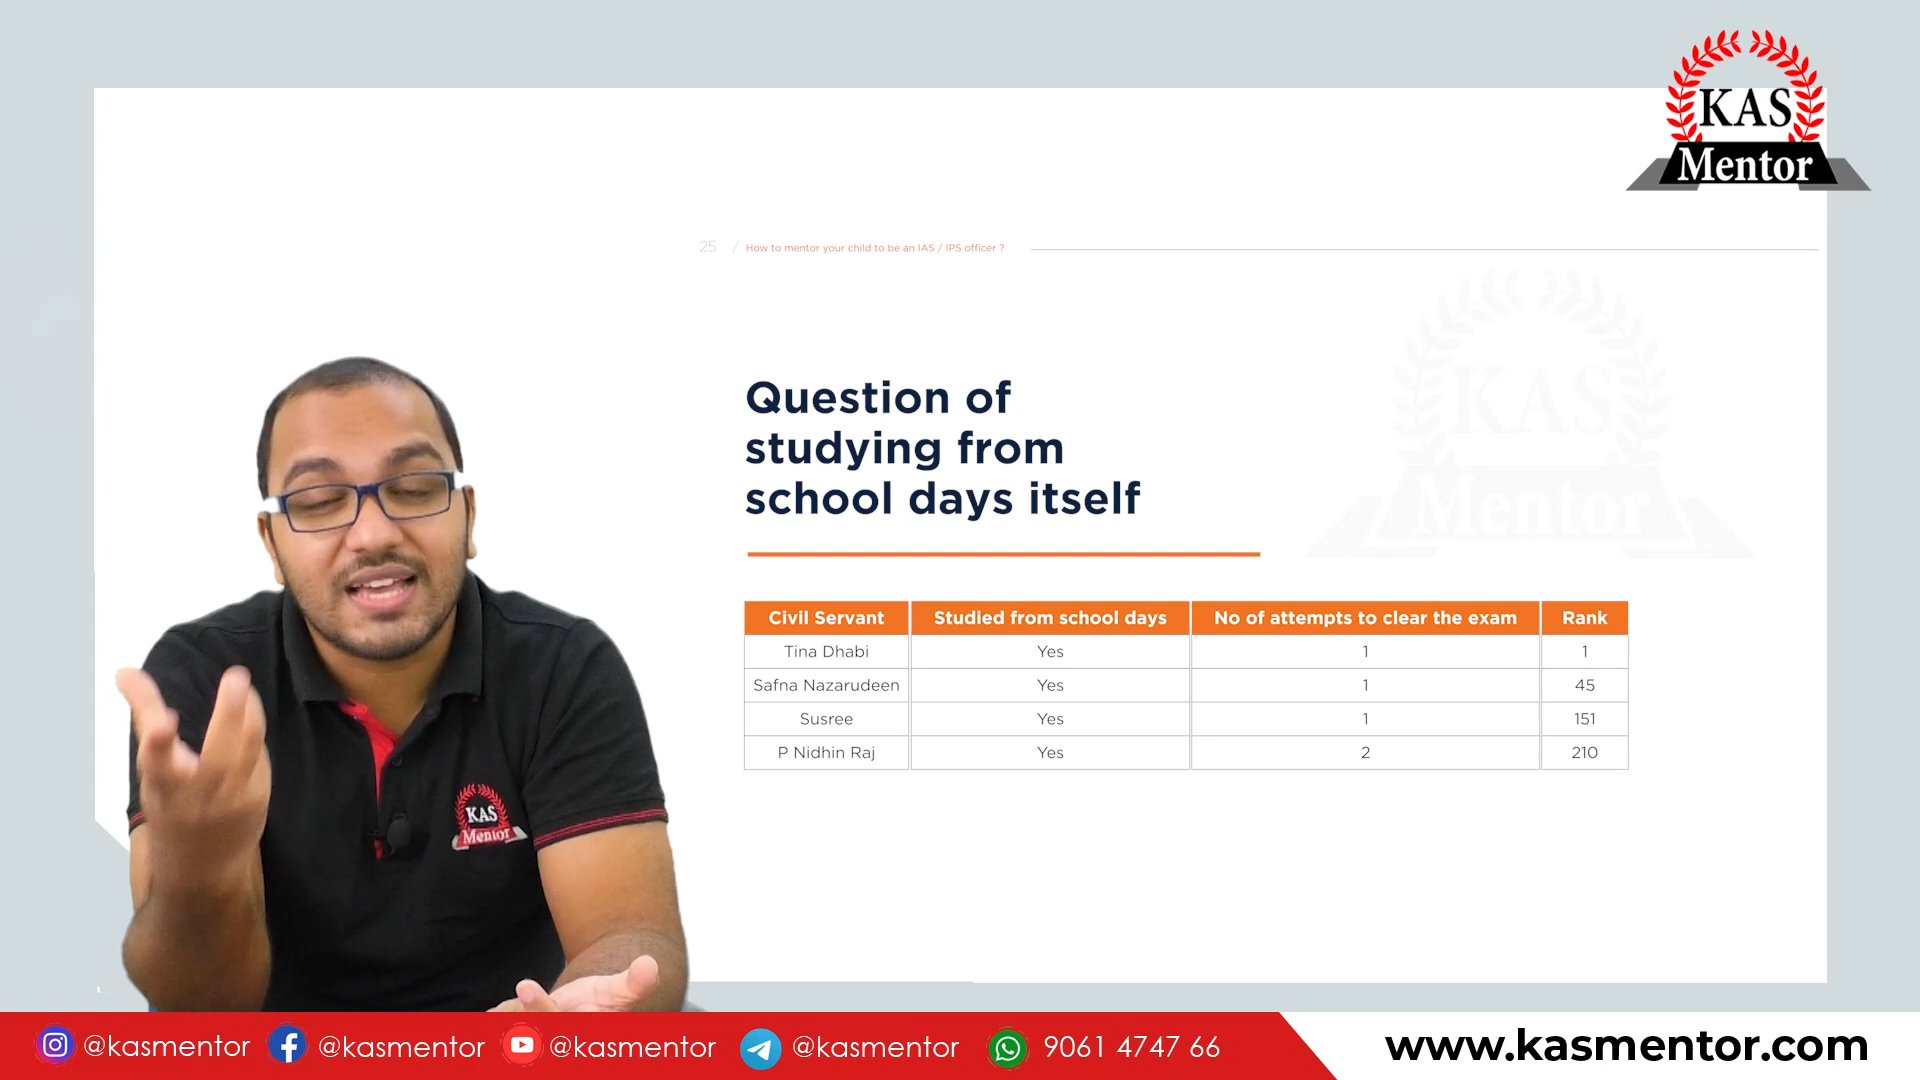 KAS
Mentor
25 / How to mentor your child to be an IAS / IPS officer ?
KAS
Mentor
Question of
studying from
school days itself
Civil Servant Studied from school days No of attempts to clear the exam Rank
Tina Dhabi Yes 1 1
Safna Nazarudeen Yes 1 45
Susree Yes 1 151
P Nidhin Raj Yes 2 210
KAS
Mentor
@kasmentor @kasmentor @kasmentor @kasmentor 9061 4747 66 www.kasmentor.com